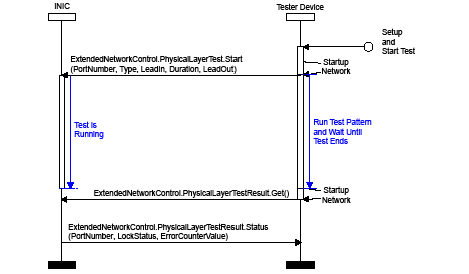 INIC
Tester Device
Setup
and
Start Test
ExtendedNetworkControl.PhysicalLayerTest.Start
(PortNumber, Type, LeadIn, Duration, LeadOut)
Startup
Network
Test is
Running
Run Test Pattern
and Wait Until
Test Ends
ExtendedNetworkControl.PhysicalLayerTestResult.Get()
Startup
Network
ExtendedNetworkControl.PhysicalLayerTestResult.Status
(PortNumber, LockStatus, ErrorCounterValue)